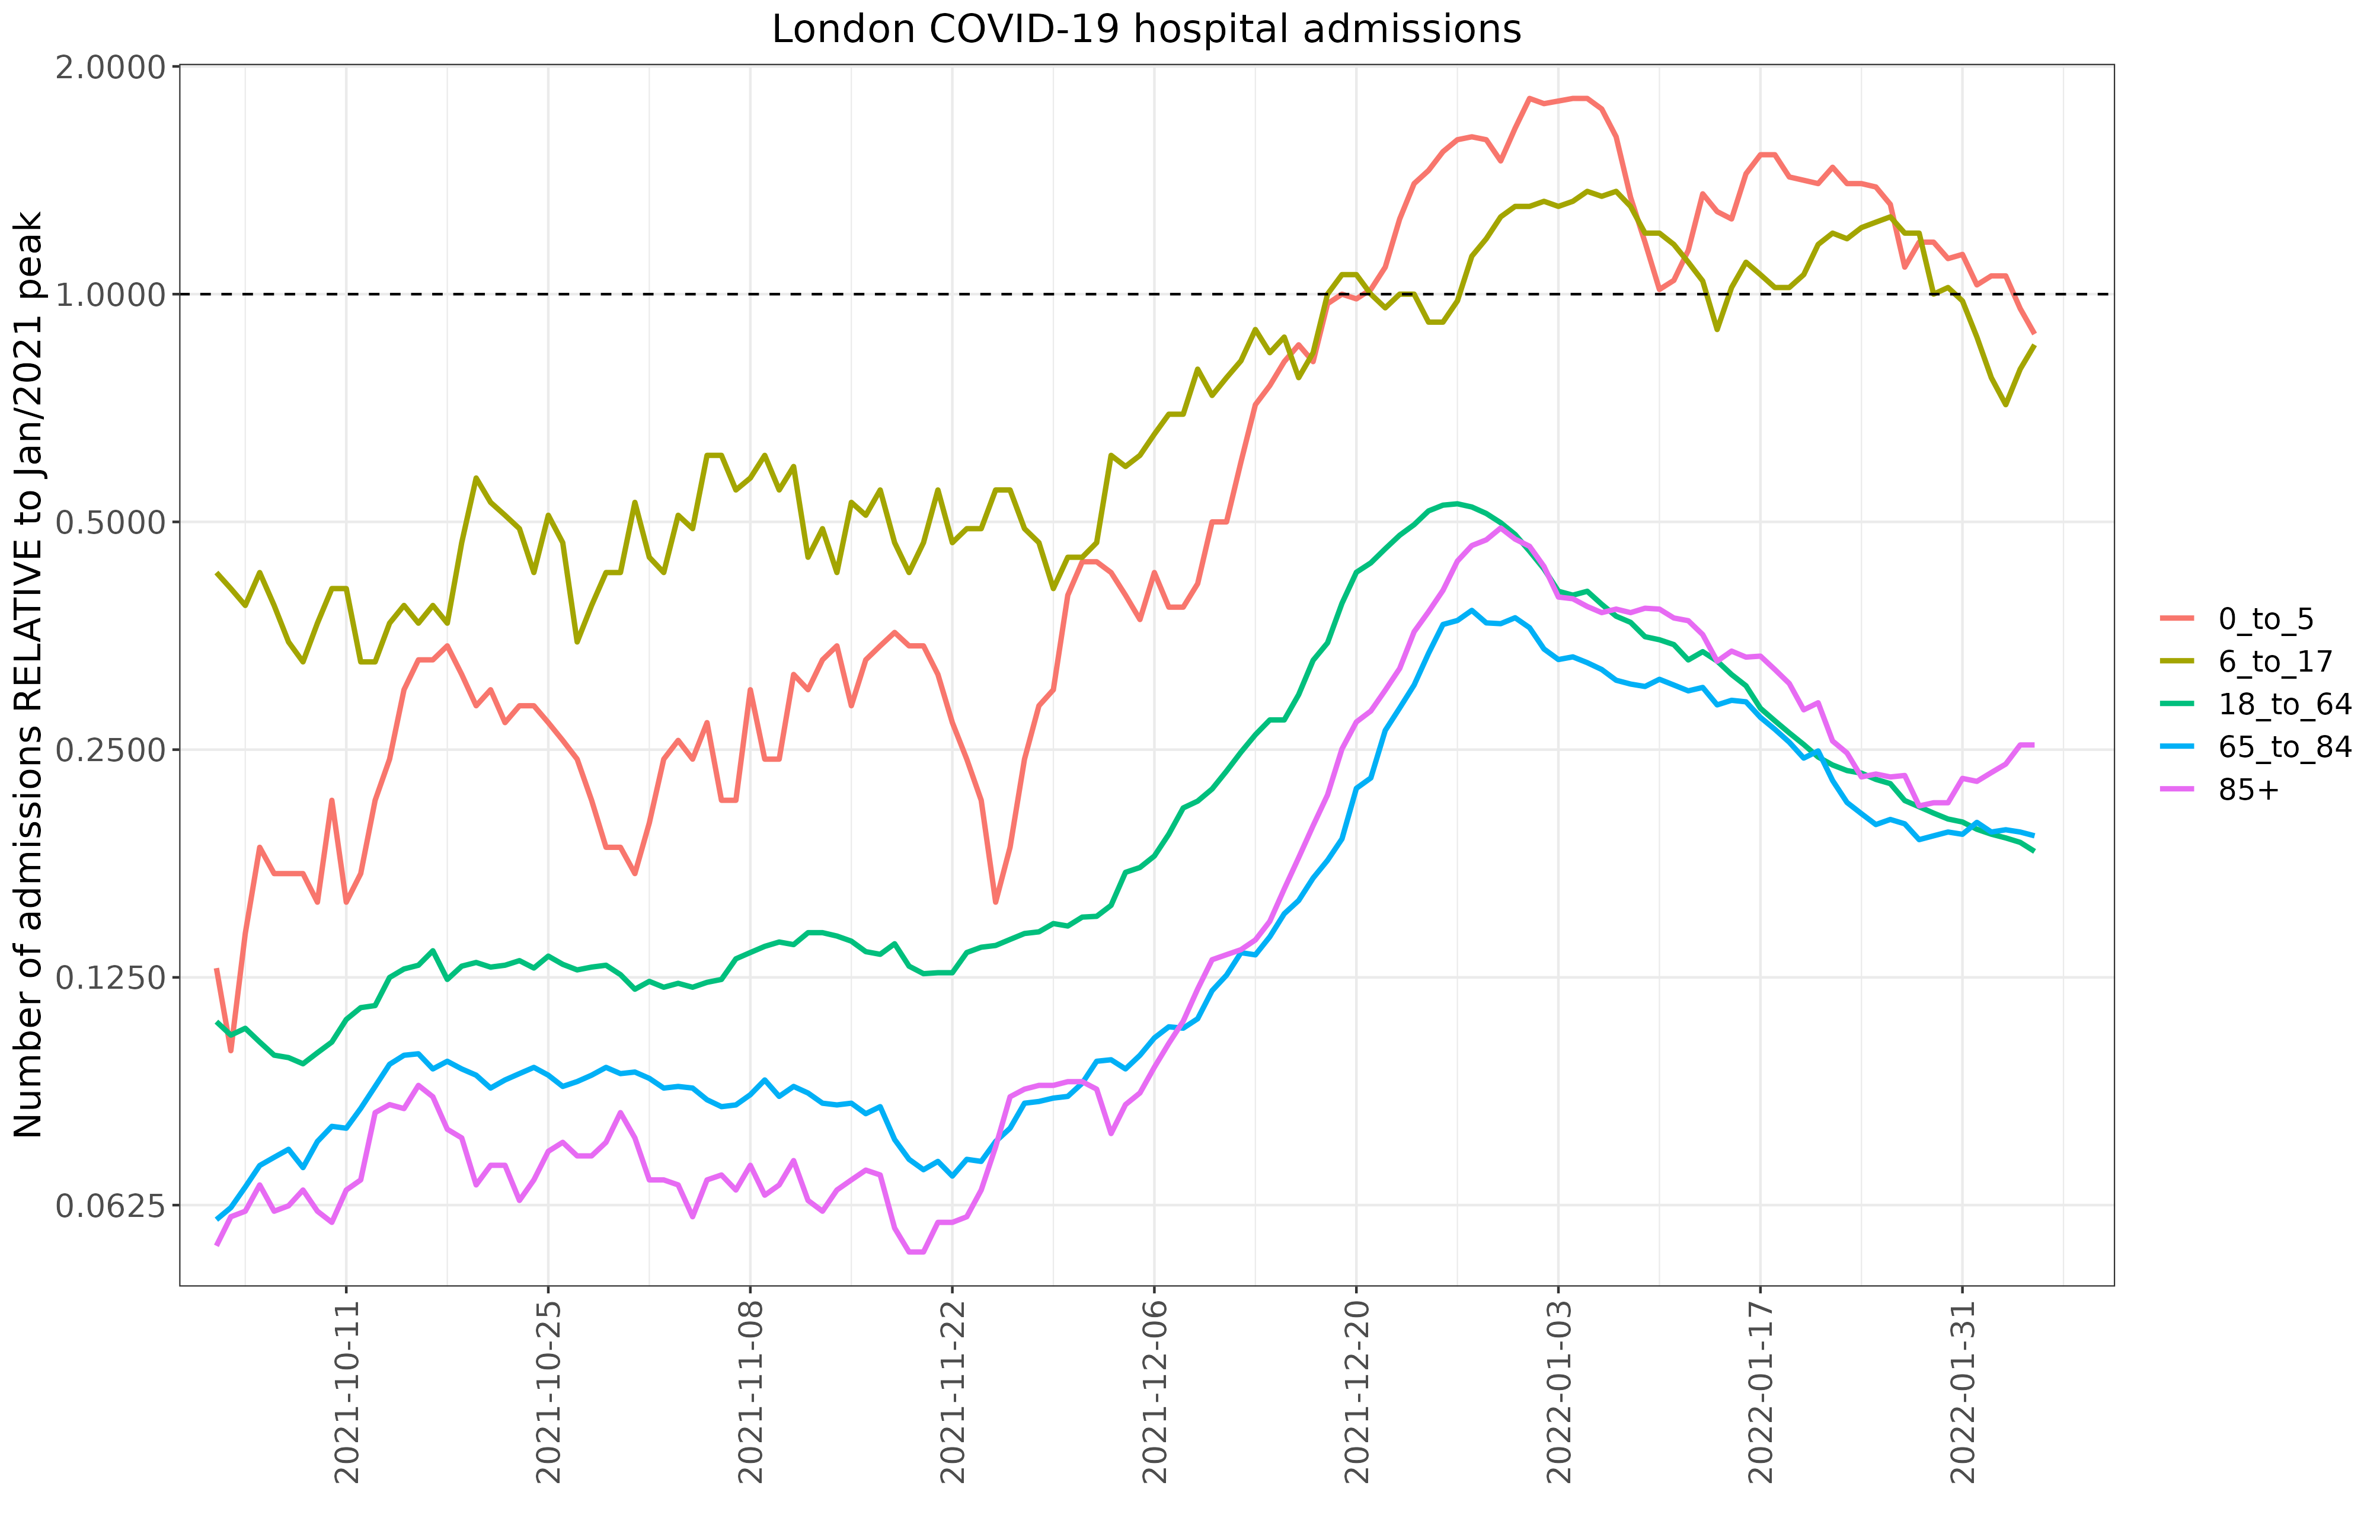 London COVID-19 hospital admissions
Number of admissions RELATIVE to Jan/2021 peak
2.0000
1.0000
0.5000
0.2500
0.1250
0.0625
2021-10-11
2021-10-25
2021-11-08
2021-11-22
2021-12-06
2021-12-20
2022-01-03
2022-01-17
2022-01-31
0_to_5
6_to_17
18_to_64
65_to_84
85+